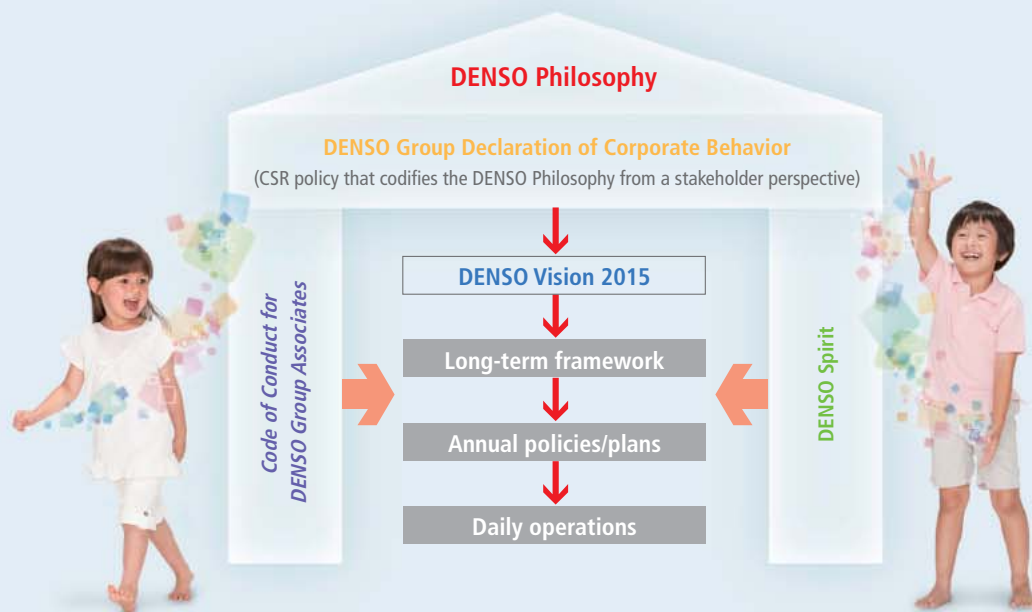 DENSO Philosophy
DENSO Group Declaration of Corporate Behavior
(CSR policy that codifies the DENSO Philosophy from a stakeholder perspective)
DENSO Vision 2015
Long-term framework
Annual policies/plans
Daily operations
Code of Conduct for
DENSO Group Associates
DENSO Spirit